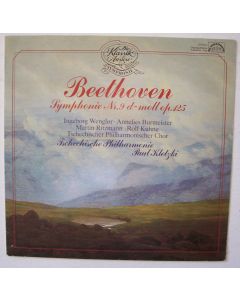 Klassik
Beethoven
Symphonie Nr. 9 d-moll op. 125
Ingeborg Wenglor · Annelies Burmeister
Martin Ritzmann · Rolf Kühne
Tschechischer Philharmonischer Chor
Tschechische Philharmonie
Paul Kletzki